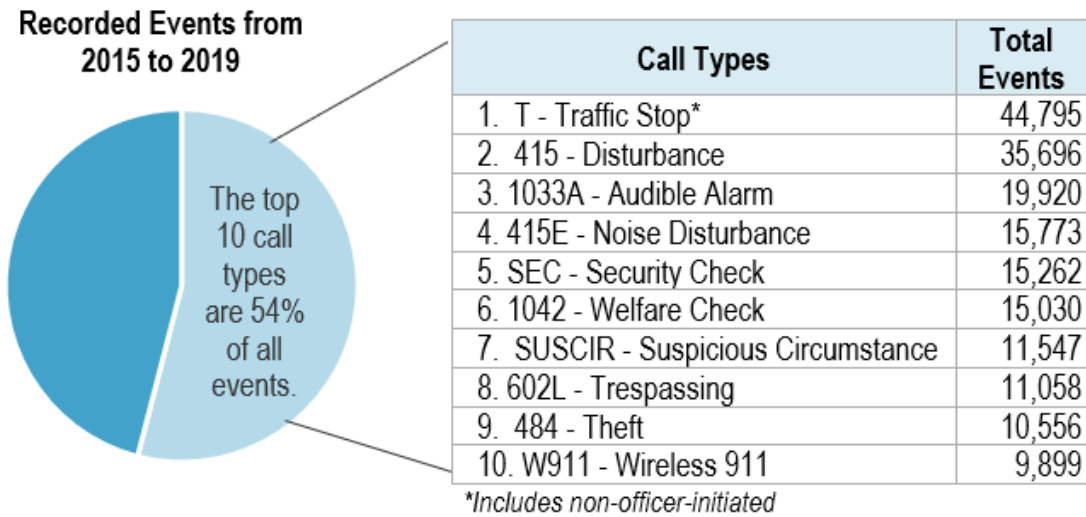 Recorded Events from
2015 to 2019
The top
10 call
types
are 54%
of all
events.
Call Types Total Events
1. T - Traffic Stop* 44,795
2. 415 - Disturbance 35,696
3. 1033A - Audible Alarm 19,920
4. 415E - Noise Disturbance 15,773
5. SEC - Security Check 15,262
6. 1042 - Welfare Check 15,030
7. SUSCIR - Suspicious Circumstance 11,547
8. 602L - Trespassing 11,058
9. 484 - Theft 10,556
10. W911 - Wireless 911 9,899
*Includes non-officer-initiated